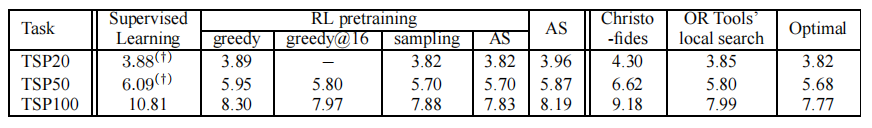 Task Supervised Learning RL pretraining AS Christo-fides OR Tools' local search Optimal
greedy greedy@16 sampling AS
TSP20 3.88(†) 3.89 − 3.82 3.82 3.96 4.30 3.85 3.82
TSP50 6.09(†) 5.95 5.80 5.70 5.70 5.87 6.62 5.80 5.68
TSP100 10.81 8.30 7.97 7.88 7.83 8.19 9.18 7.99 7.77